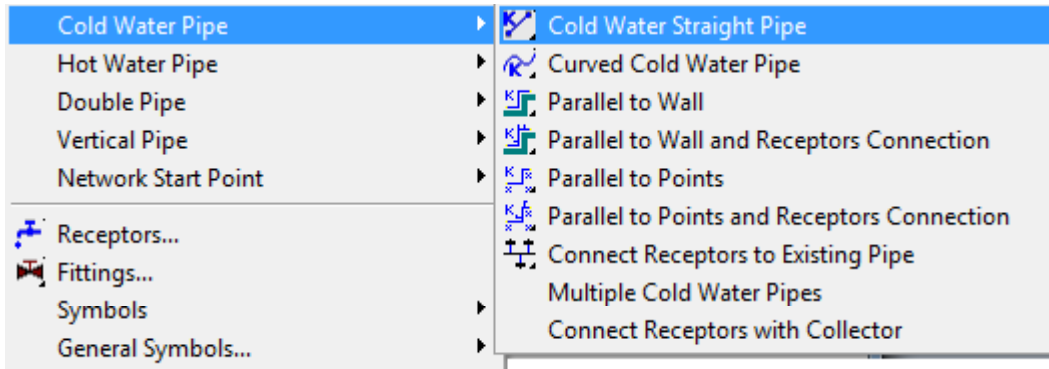 Cold Water Pipe
Hot Water Pipe
Double Pipe
Vertical Pipe
Network Start Point
Receptors...
Fittings...
Symbols
General Symbols...
Cold Water Straight Pipe
Curved Cold Water Pipe
Parallel to Wall
Parallel to Wall and Receptors Connection
Parallel to Points
Parallel to Points and Receptors Connection
Connect Receptors to Existing Pipe
Multiple Cold Water Pipes
Connect Receptors with Collector